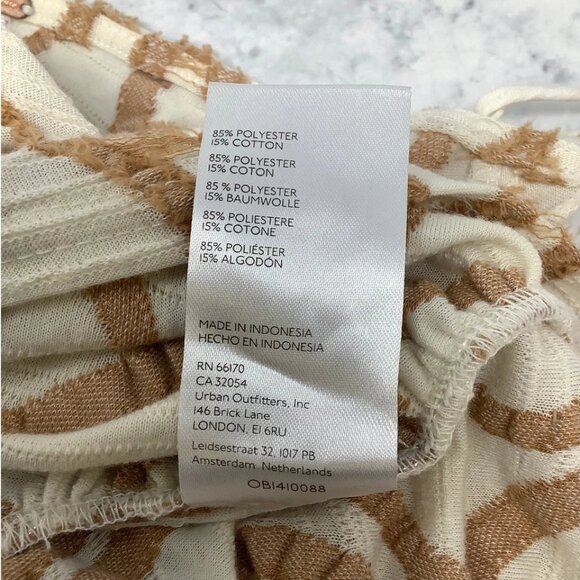 85% POLYESTER
15% COTTON
85% POLYESTER
15% COTON
85 % POLYESTER
15% BAUMWOLLE
85% POLIESTERE
15% COTONE
85% POLIÉSTER
15% ALGODÓN
MADE IN INDONESIA
HECHO EN INDONESIA
RN 66170
CA 32054
Urban Outfitters, Inc
146 Brick Lane
LONDON, E1 6RU
Leidsestraat 32, 1017 PB
Amsterdam, Netherlands
OB1410088